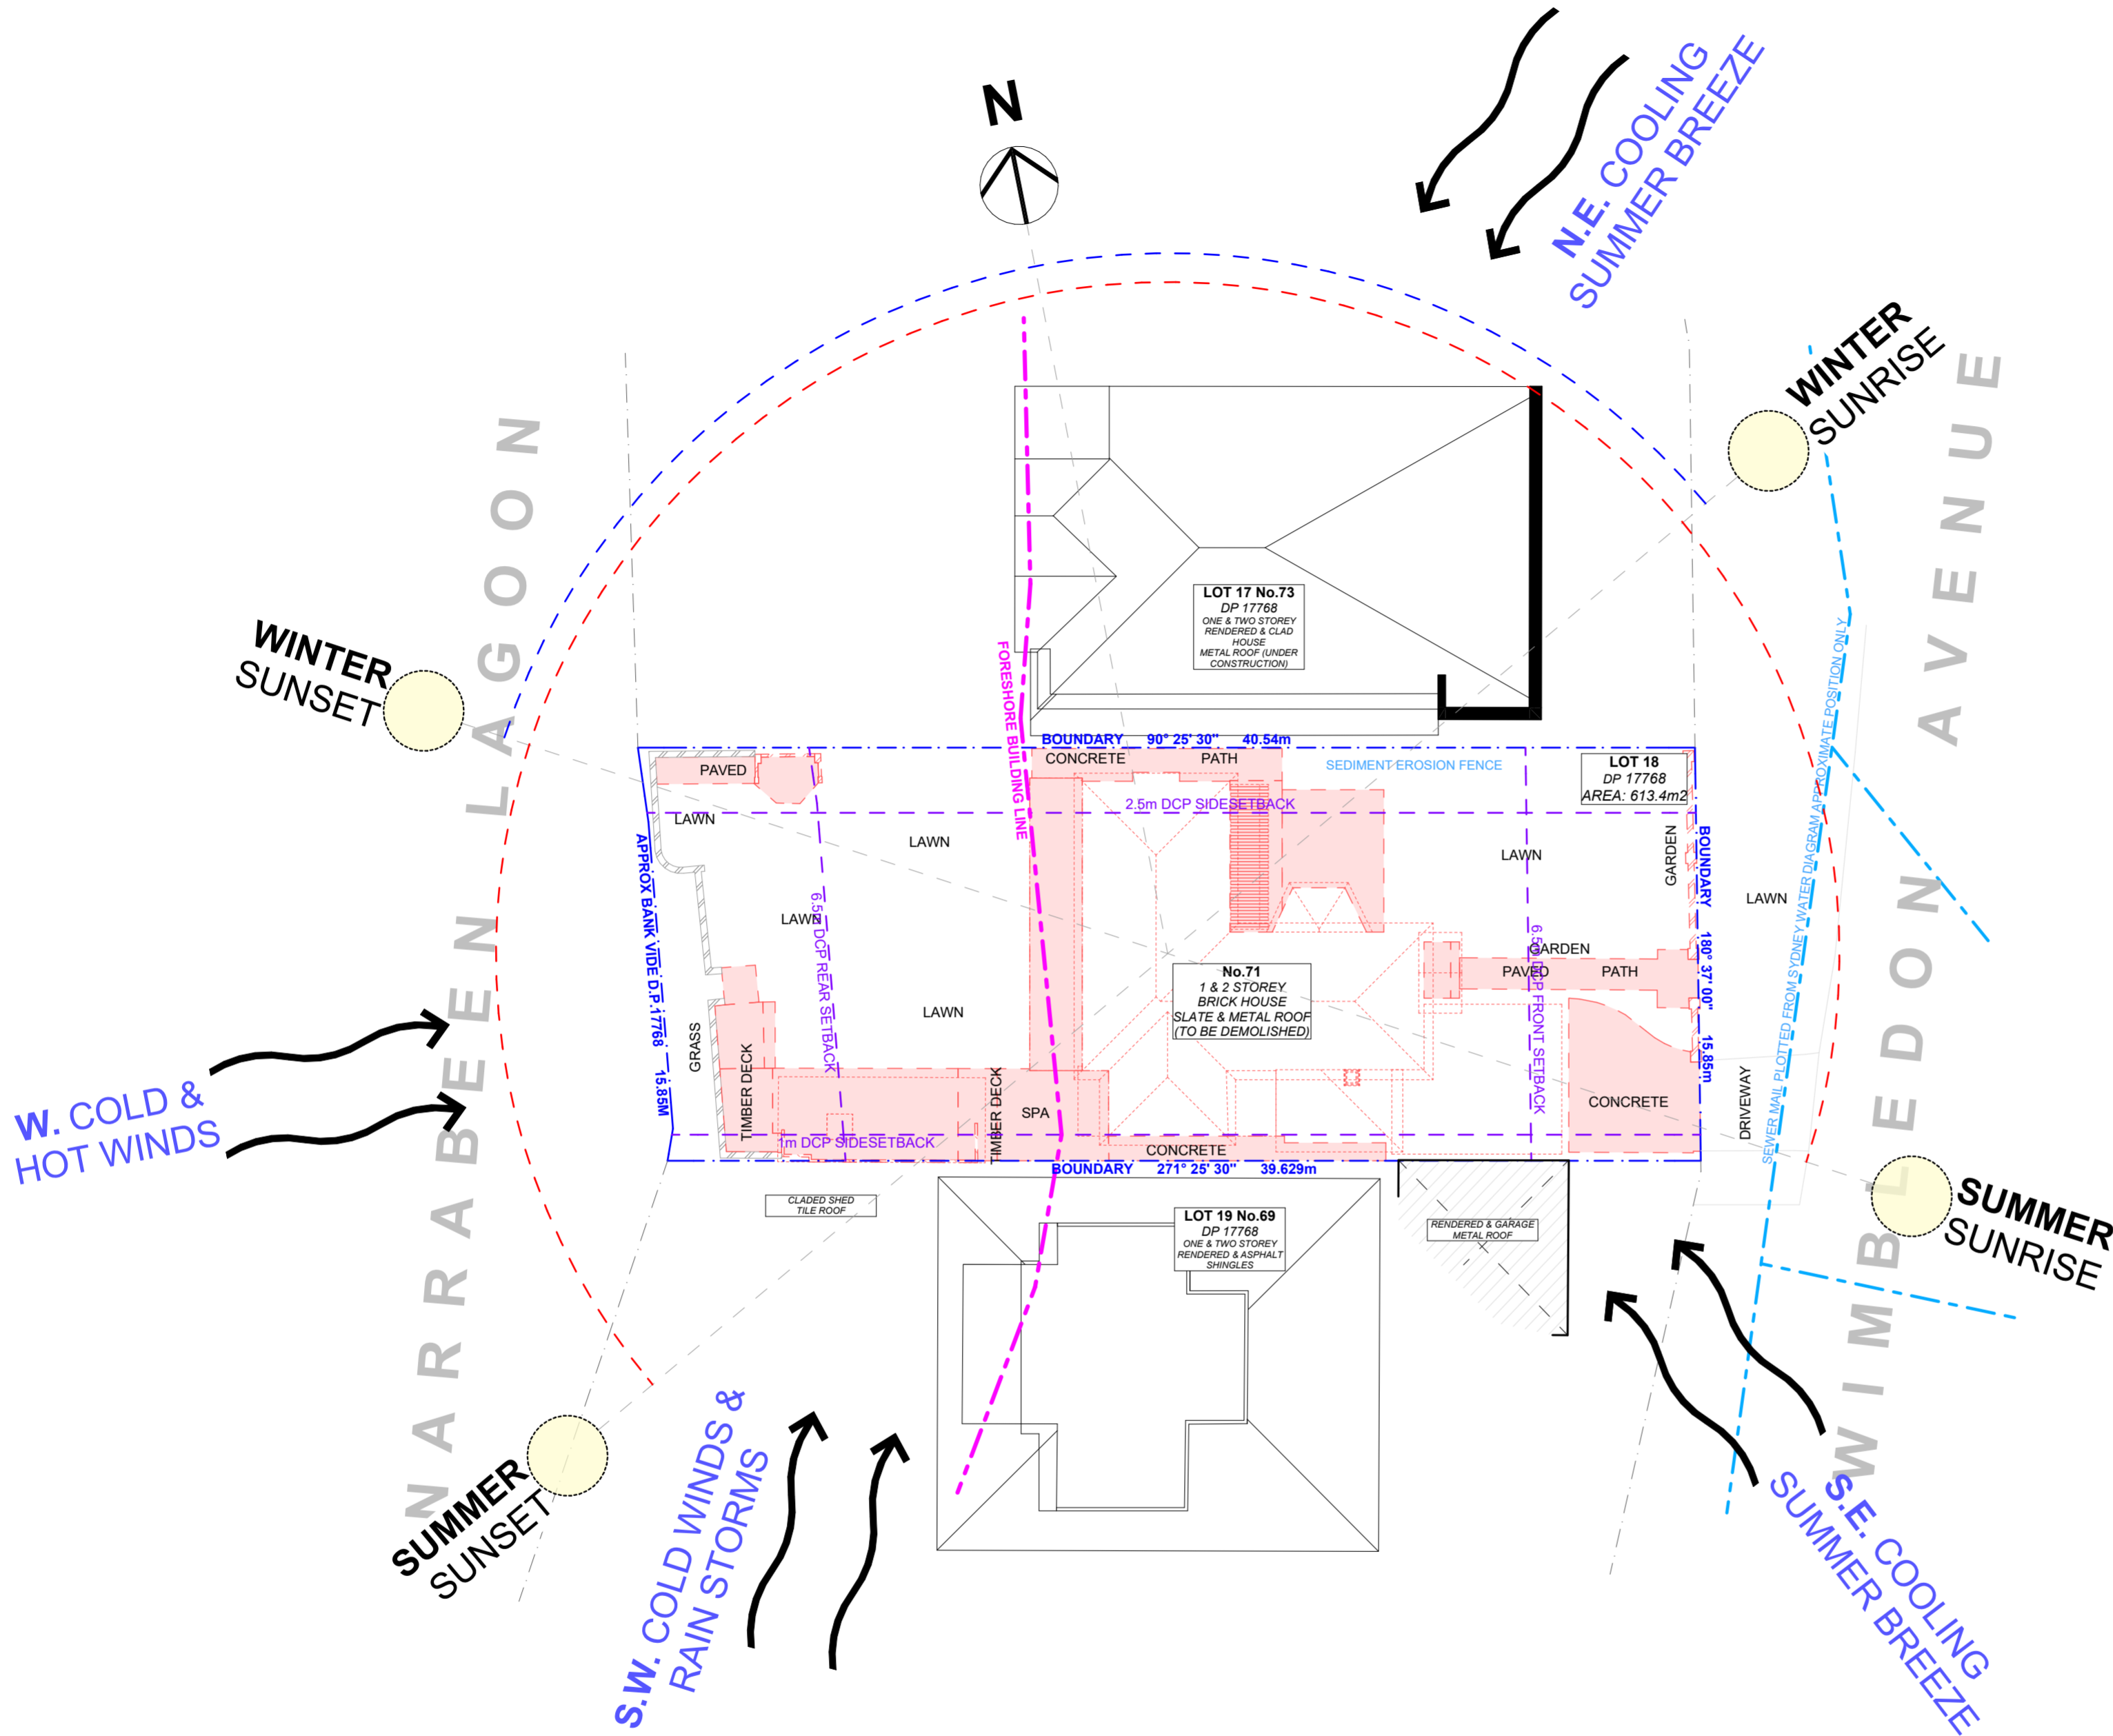 N
N.E. COOLING
SUMMER BREEZE
WINTER
SUNRISE
WIMBLEDON AVENUE
NARRABEEN LAGOON
WINTER
SUNSET
LOT 17 No.73
DP 17768
ONE & TWO STOREY
RENDERED & CLAD
HOUSE
METAL ROOF (UNDER
CONSTRUCTION)
FORESHORE BUILDING LINE
BOUNDARY 90° 25' 30" 40.54m
CONCRETE PATH
SEDIMENT EROSION FENCE
LOT 18
DP 17768
AREA: 613.4m2
PAVED
2.5m DCP SIDESETBACK
LAWN
LAWN
LAWN
GARDEN
BOUNDARY 180° 37' 00" 15.85m
LAWN
SEWER MAIL PLOTTED FROM SYDNEY WATER DIAGRAM APPROXIMATE POSITION ONLY
APPROX BANK VIDE D.P.17768 15.85M
LAWN
6.5m DCP REAR SETBACK
6.5m DCP FRONT SETBACK
GARDEN
PAVED PATH
No.71
1 & 2 STOREY
BRICK HOUSE
SLATE & METAL ROOF
(TO BE DEMOLISHED)
LAWN
GRASS
TIMBER DECK
TIMBER DECK
SPA
CONCRETE
DRIVEWAY
1m DCP SIDESETBACK
CONCRETE
BOUNDARY 271° 25' 30" 39.629m
W. COLD &
HOT WINDS
CLADED SHED
TILE ROOF
LOT 19 No.69
DP 17768
ONE & TWO STOREY
RENDERED & ASPHALT
SHINGLES
RENDERED & GARAGE
METAL ROOF
SUMMER
SUNRISE
SUMMER
SUNSET
S.W. COLD WINDS &
RAIN STORMS
S.E. COOLING
SUMMER BREEZE